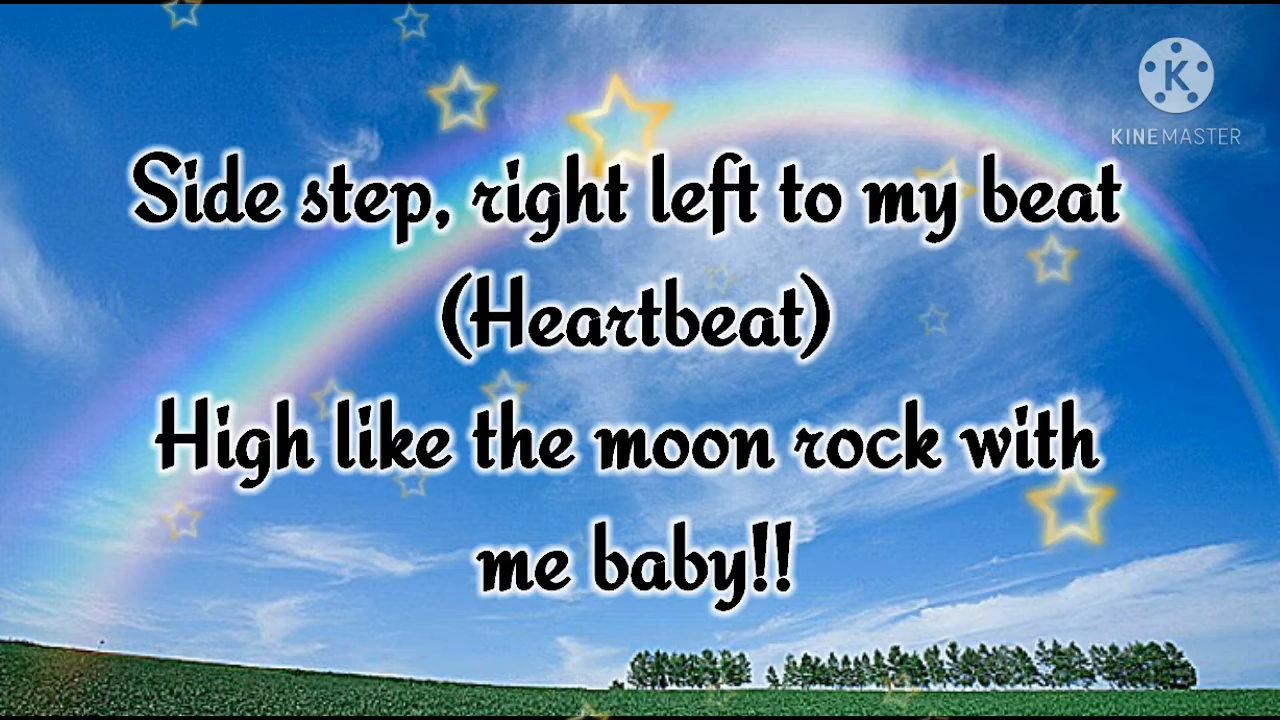 KINEMASTER
Side step, right left to my beat
(Heartbeat)
High like the moon rock with
me baby!!